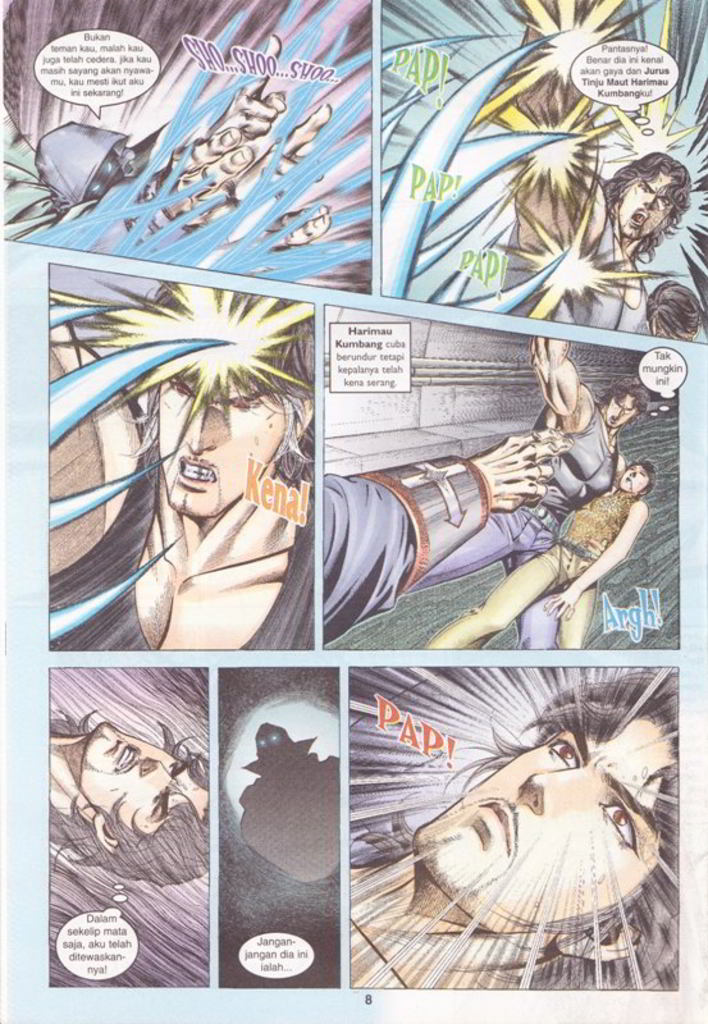 Bukan
teman kau, malah kau
juga telah cedera. jika kau
masih sayang akan nyawa-
mu, kau mesti ikut aku
ini sekarang!
SHO...SHOO...SHOO..
PAP!
PAP!
PAP!
Pantasnya!
Benar dia ini kenal
akan gaya dan Jurus
Tinju Maut Harimau
Kumbangku!
Kena!
Harimau
Kumbang cuba
berundur tetapi
kepalanya telah
kena serang.
Tak
mungkin
ini!
Argh!
Dalam
sekelip mata
saja, aku telah
ditewaskan-
nya!
Jangan-
jangan dia ini
ialah...
PAP!
8